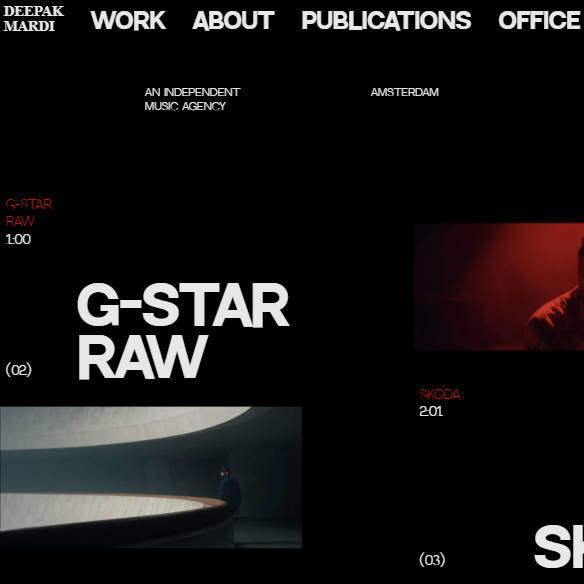 DEEPAK
MARDI
WORK
ABOUT
PUBLICATIONS
OFFICE
AN INDEPENDENT
MUSIC AGENCY
AMSTERDAM
G-STAR
RAW
1:00
G-STAR
RAW
(02)
SKODA
2:01
(03)